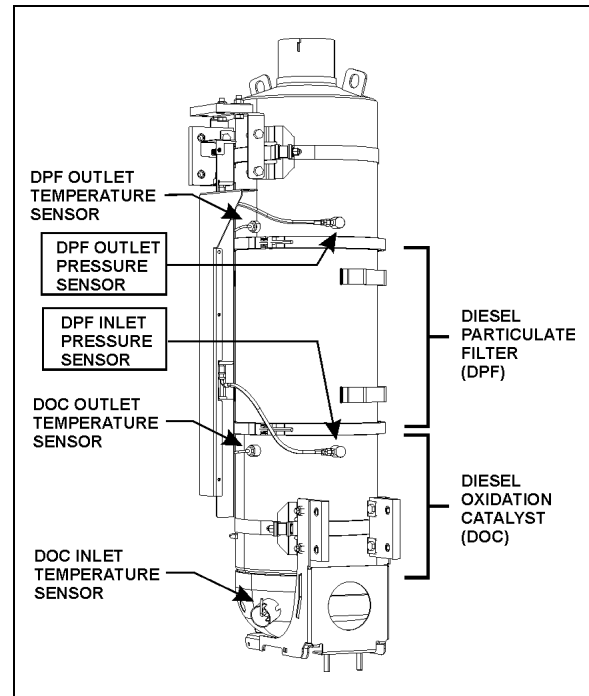 DPF OUTLET
TEMPERATURE
SENSOR
DPF OUTLET
PRESSURE
SENSOR
DPF INLET
PRESSURE
SENSOR
DOC OUTLET
TEMPERATURE
SENSOR
DOC INLET
TEMPERATURE
SENSOR
DIESEL
PARTICULATE
FILTER
(DPF)
DIESEL
OXIDATION
CATALYST
(DOC)